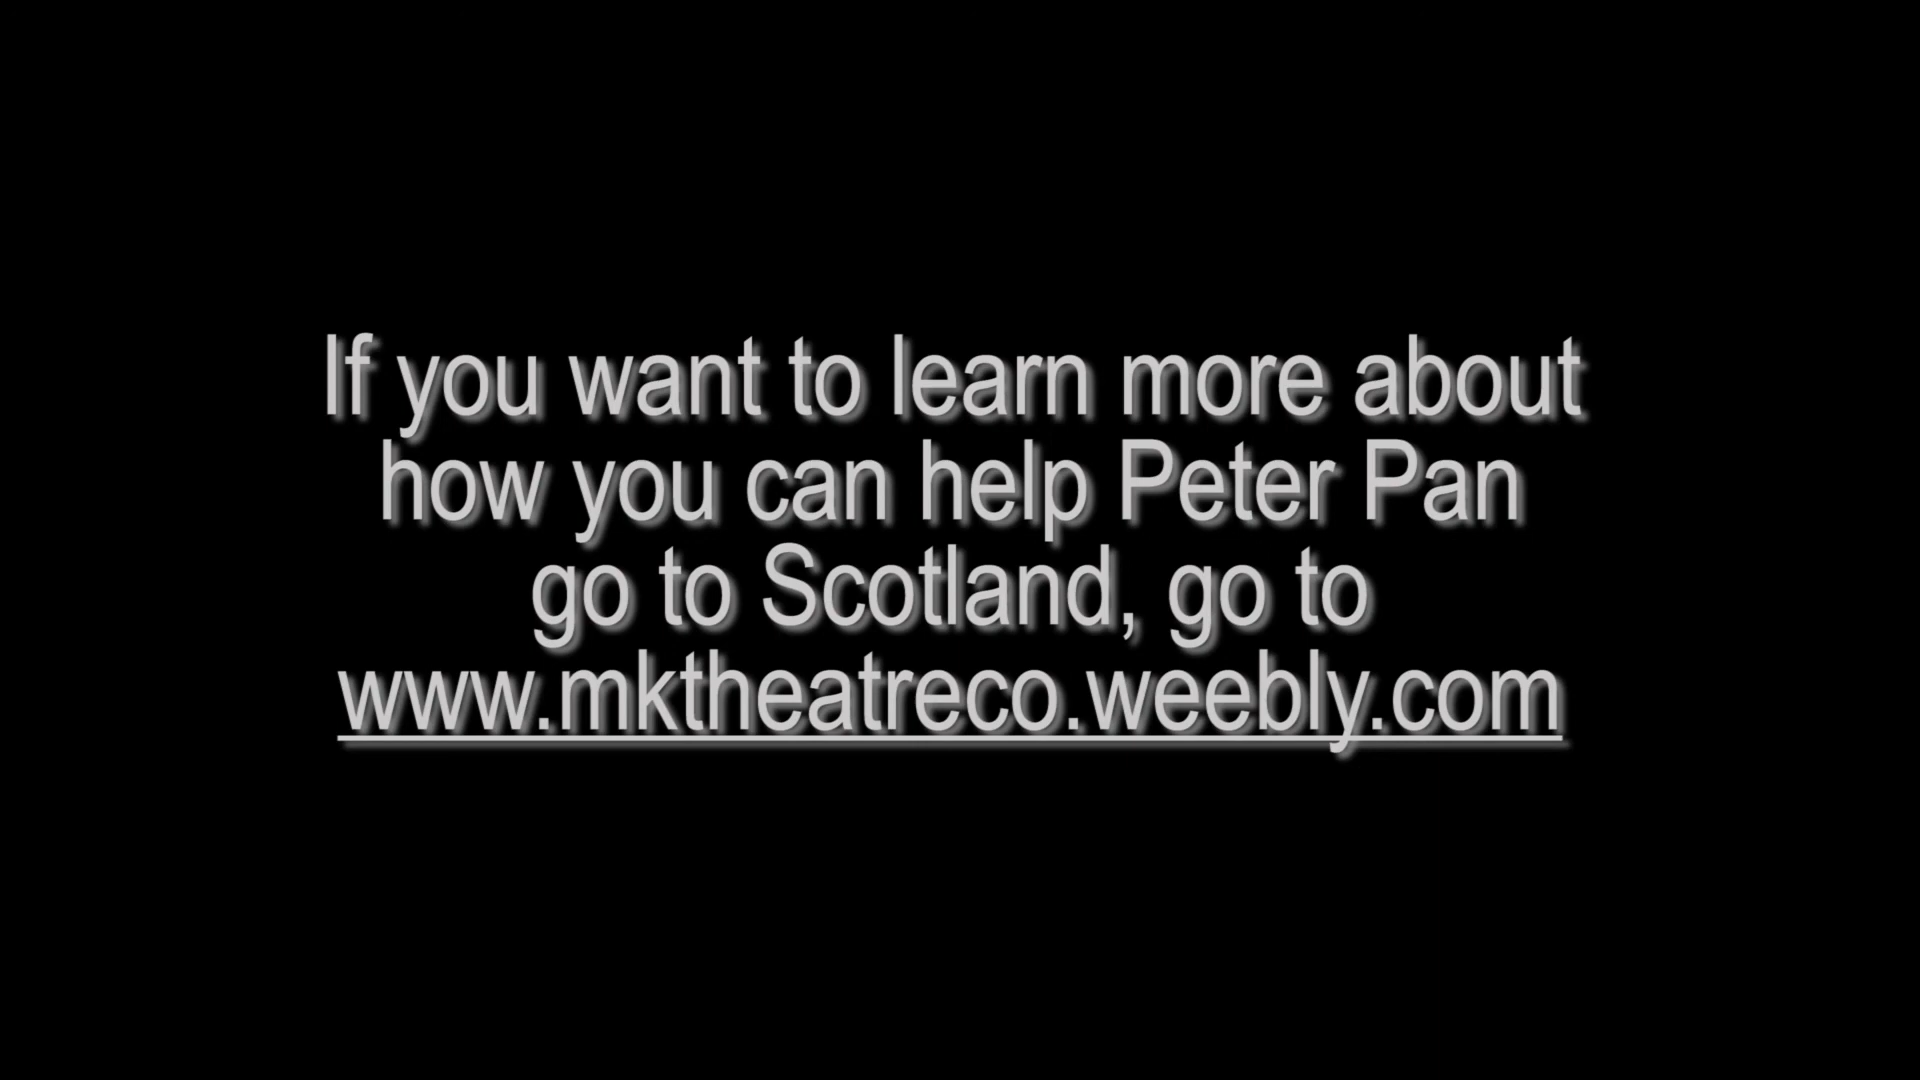 If you want to learn more about
how you can help Peter Pan
go to Scotland, go to
www.mktheatreco.weebly.com